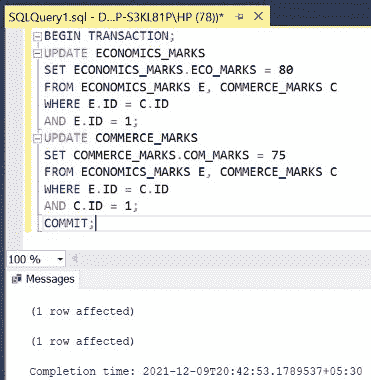 SQLQuery1.sql - D...P-S3KL81P\HP (78))*
BEGIN TRANSACTION;
UPDATE ECONOMICS_MARKS
SET ECONOMICS_MARKS.ECO_MARKS = 80
FROM ECONOMICS_MARKS E, COMMERCE_MARKS C
WHERE E.ID = C.ID
AND E.ID = 1;
UPDATE COMMERCE_MARKS
SET COMMERCE_MARKS.COM_MARKS = 75
FROM ECONOMICS_MARKS E, COMMERCE_MARKS C
WHERE E.ID = C.ID
AND C.ID = 1;
COMMIT;
100 %
Messages
(1 row affected)
(1 row affected)
Completion time: 2021-12-09T20:42:53.1789537+05:30